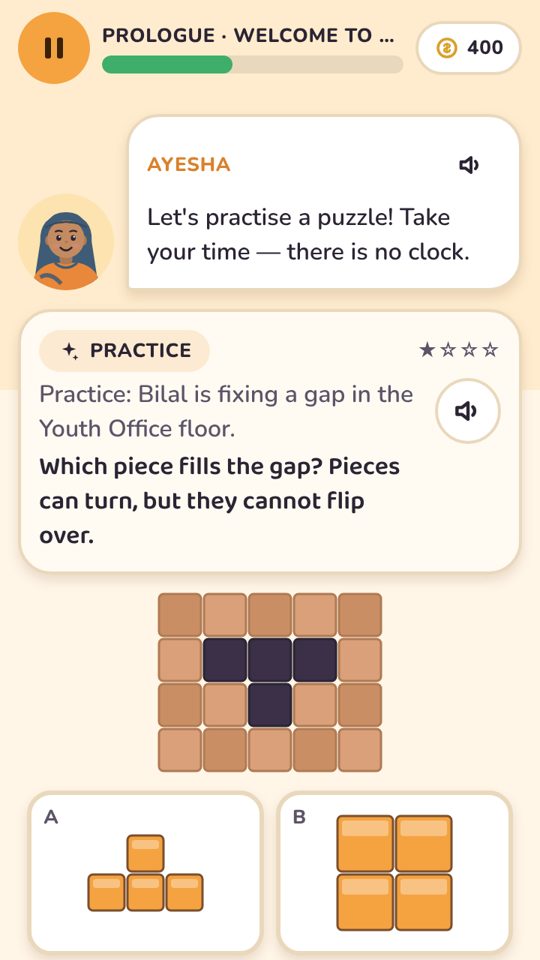 PROLOGUE · WELCOME TO ...
400
AYESHA
Let's practise a puzzle! Take
your time — there is no clock.
PRACTICE
Practice: Bilal is fixing a gap in the
Youth Office floor.
Which piece fills the gap? Pieces
can turn, but they cannot flip
over.
A
B